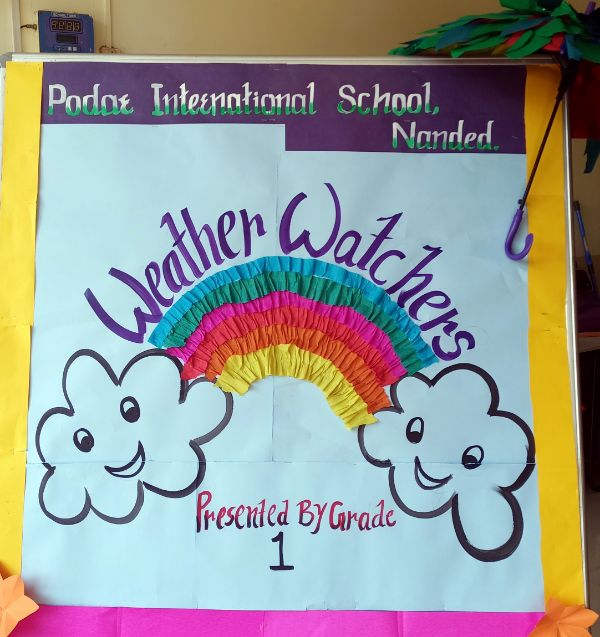 Podar International School,
Nanded.
Weather Watchers
Presented By Grade
1